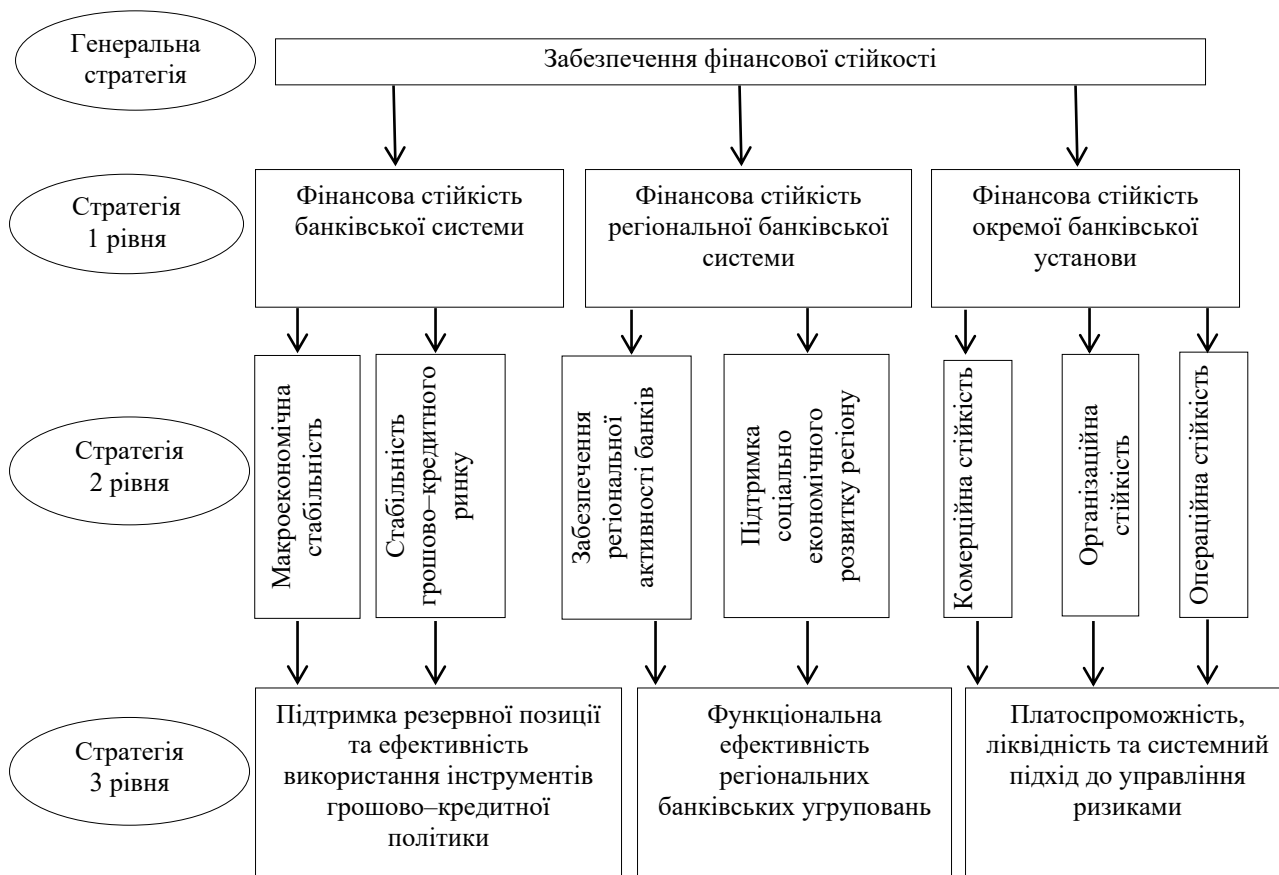 Генеральна
стратегія
Забезпечення фінансової стійкості
Стратегія
1 рівня
Фінансова стійкість
банківської системи
Фінансова стійкість
регіональної банківської
системи
Фінансова стійкість
окремої банківської
установи
Стратегія
2 рівня
Макроекономічна
стабільність
Стабільність
грошово–кредитного
ринку
Забезпечення
регіональної
активності банків
Підтримка
соціально
економічного
розвитку регіону
Комерційна стійкість
Організаційна
стійкість
Операційна стійкість
Стратегія
3 рівня
Підтримка резервної позиції
та ефективність
використання інструментів
грошово–кредитної
політики
Функціональна
ефективність
регіональних
банківських угруповань
Платоспроможність,
ліквідність та системний
підхід до управління
ризиками